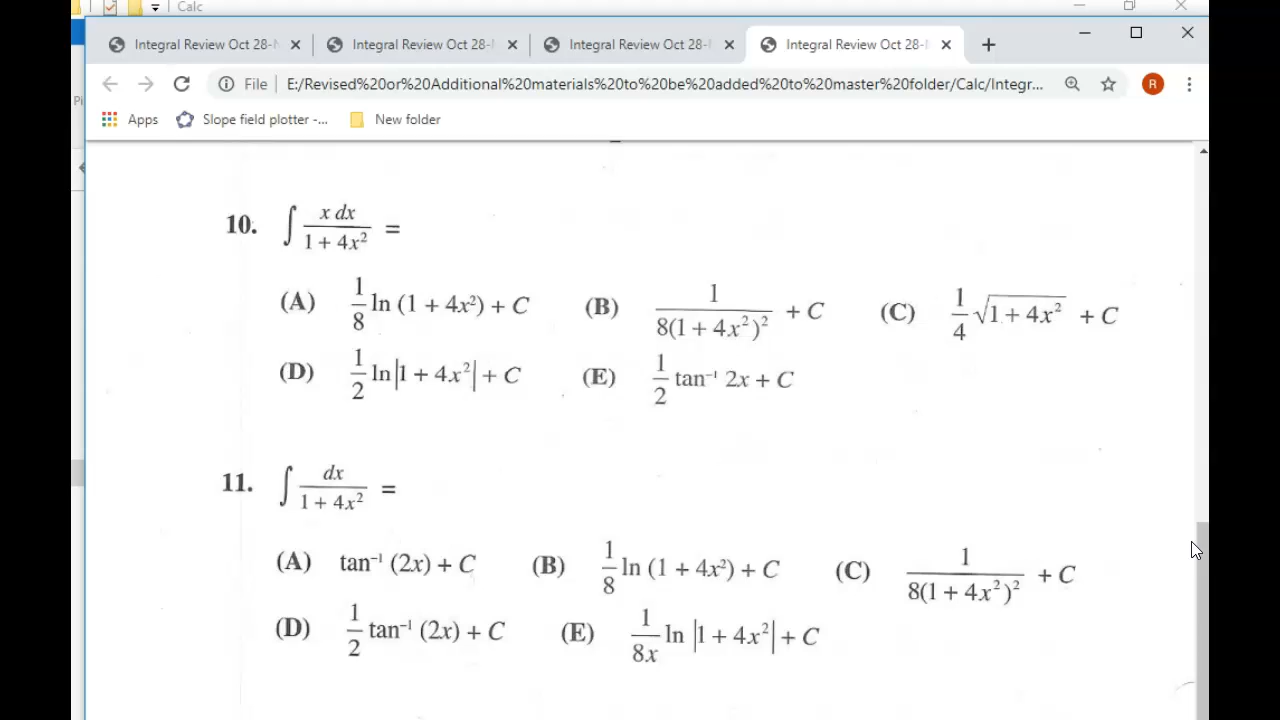 Calc
Integral Review Oct 28- Integral Review Oct 28- Integral Review Oct 28- Integral Review Oct 28-
File E:/Revised%20or%20Additional%20materials%20to%20be%20added%20to%20master%20folder/Calc/Integr... R
Apps Slope field plotter -... New folder
10. ∫ x dx / (1 + 4x²) =
(A) 1/8 ln (1 + 4x²) + C (B) 1 / 8(1 + 4x²)² + C (C) 1/4 √(1 + 4x²) + C
(D) 1/2 ln|1 + 4x²| + C (E) 1/2 tan⁻¹ 2x + C
11. ∫ dx / (1 + 4x²) =
(A) tan⁻¹ (2x) + C (B) 1/8 ln (1 + 4x²) + C (C) 1 / 8(1 + 4x²)² + C
(D) 1/2 tan⁻¹ (2x) + C (E) 1/8x ln |1 + 4x²| + C